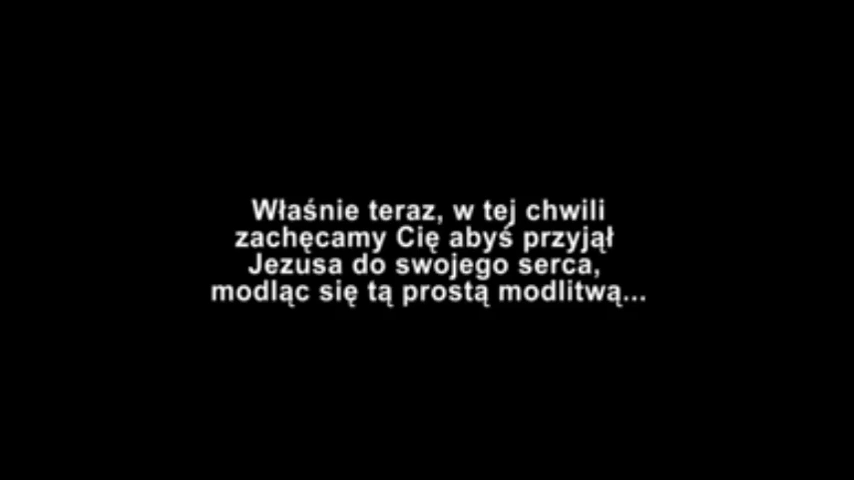 Właśnie teraz, w tej chwili
zachęcamy Cię abyś przyjął
Jezusa do swojego serca,
modląc się tą prostą modlitwą...